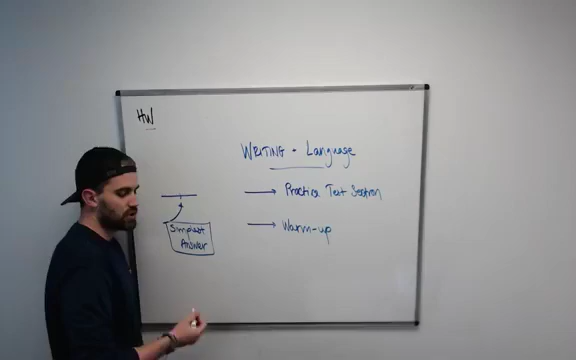 HW
WRITING + Language
Practice Test Section
Simplest
Answer
Warm-up